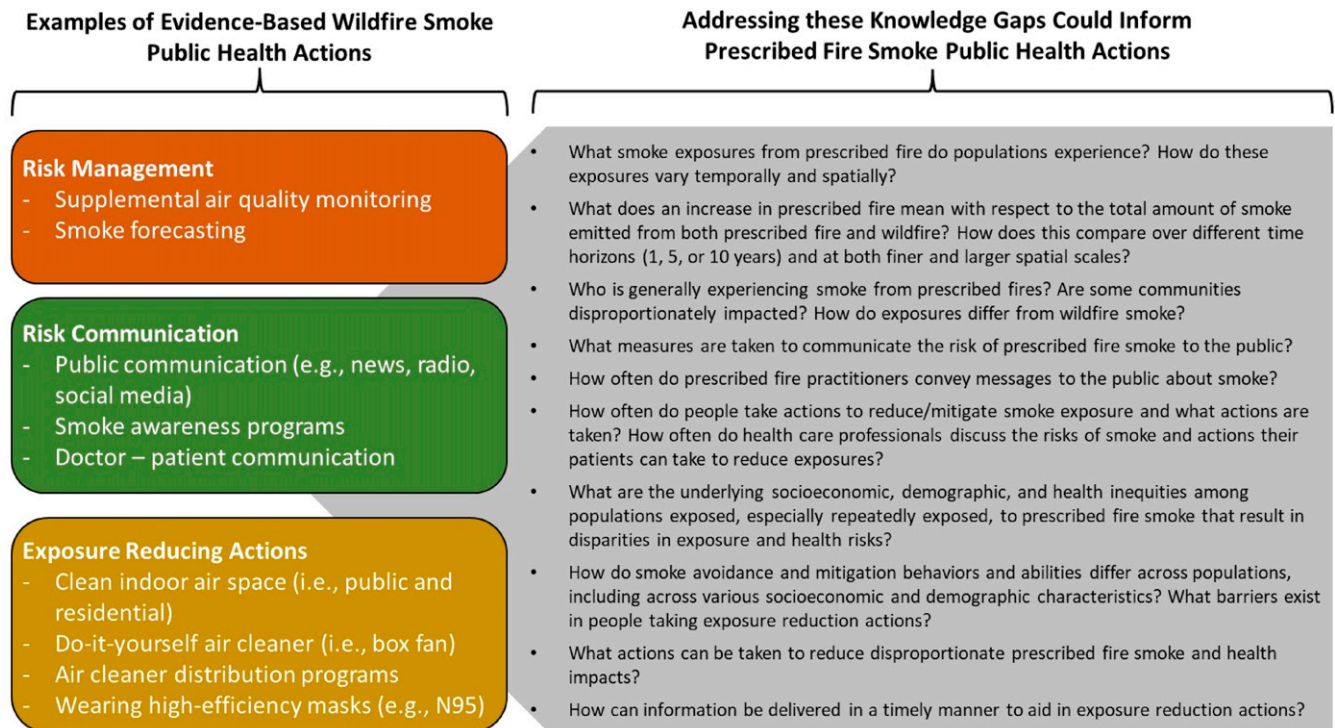 Examples of Evidence-Based Wildfire Smoke
Public Health Actions
Risk Management
- Supplemental air quality monitoring
- Smoke forecasting
Risk Communication
- Public communication (e.g., news, radio,
social media)
- Smoke awareness programs
- Doctor – patient communication
Exposure Reducing Actions
- Clean indoor air space (i.e., public and
residential)
- Do-it-yourself air cleaner (i.e., box fan)
- Air cleaner distribution programs
- Wearing high-efficiency masks (e.g., N95)
Addressing these Knowledge Gaps Could Inform
Prescribed Fire Smoke Public Health Actions
• What smoke exposures from prescribed fire do populations experience? How do these
exposures vary temporally and spatially?
• What does an increase in prescribed fire mean with respect to the total amount of smoke
emitted from both prescribed fire and wildfire? How does this compare over different time
horizons (1, 5, or 10 years) and at both finer and larger spatial scales?
• Who is generally experiencing smoke from prescribed fires? Are some communities
disproportionately impacted? How do exposures differ from wildfire smoke?
• What measures are taken to communicate the risk of prescribed fire smoke to the public?
• How often do prescribed fire practitioners convey messages to the public about smoke?
• How often do people take actions to reduce/mitigate smoke exposure and what actions are
taken? How often do health care professionals discuss the risks of smoke and actions their
patients can take to reduce exposures?
• What are the underlying socioeconomic, demographic, and health inequities among
populations exposed, especially repeatedly exposed, to prescribed fire smoke that result in
disparities in exposure and health risks?
• How do smoke avoidance and mitigation behaviors and abilities differ across populations,
including across various socioeconomic and demographic characteristics? What barriers exist
in people taking exposure reduction actions?
• What actions can be taken to reduce disproportionate prescribed fire smoke and health
impacts?
• How can information be delivered in a timely manner to aid in exposure reduction actions?